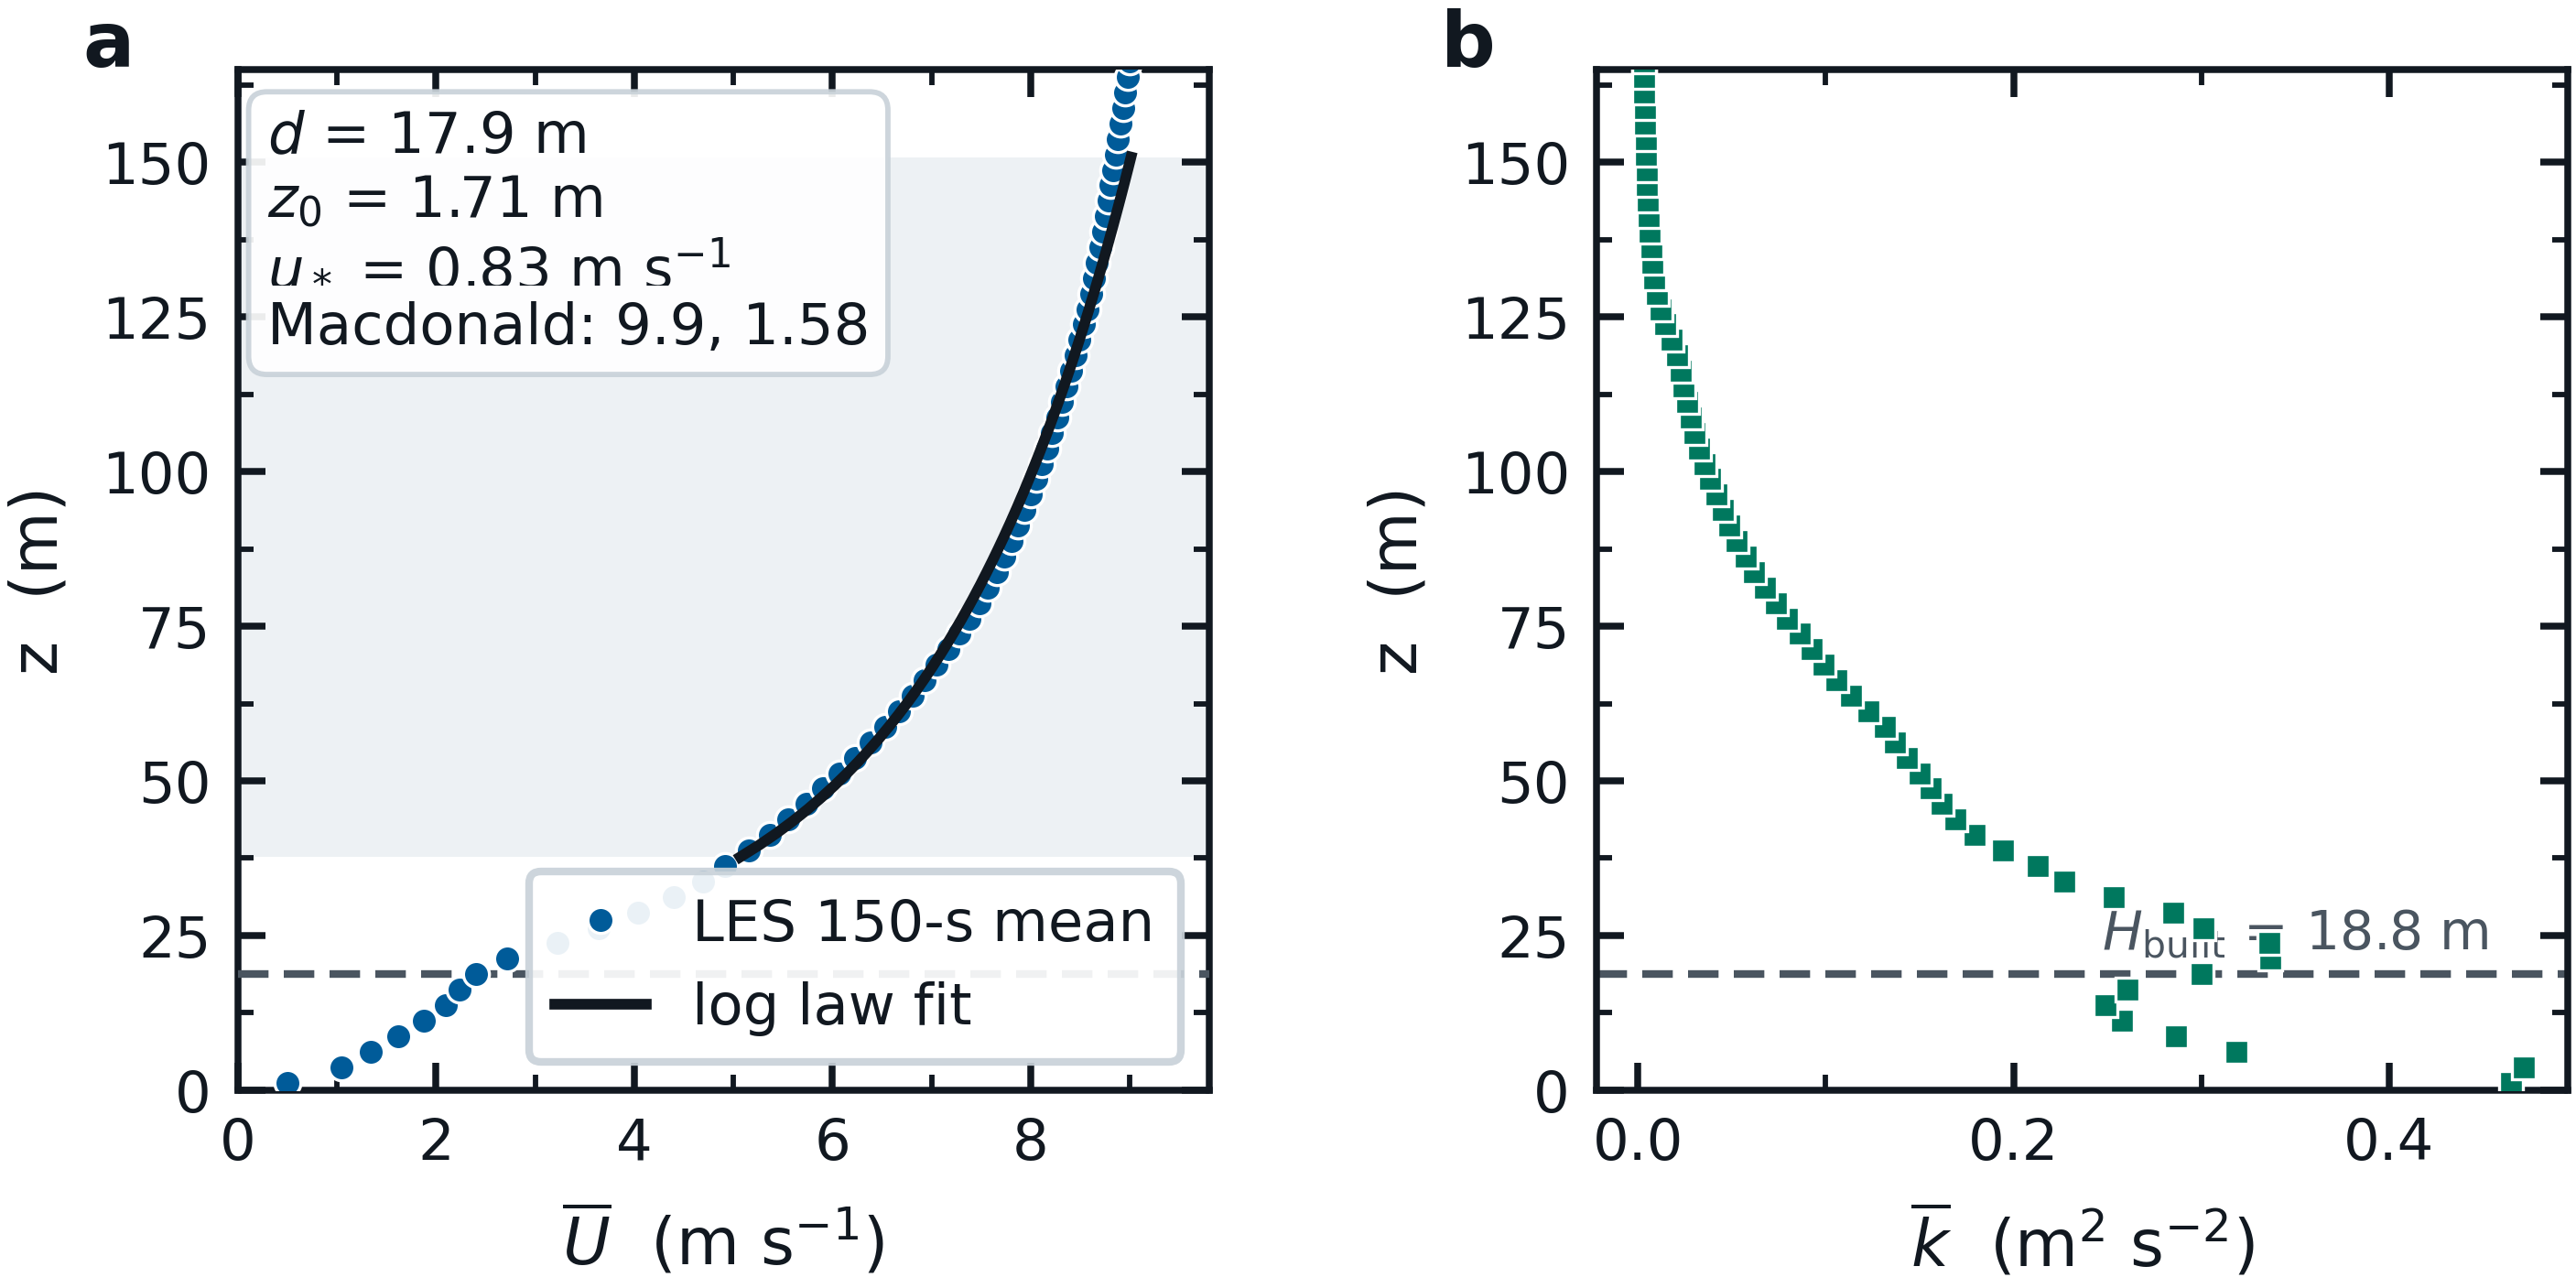 a
d = 17.9 m
z₀ = 1.71 m
u* = 0.83 m s⁻¹
Macdonald: 9.9, 1.58
150
125
100
75
50
25
0
z (m)
LES 150-s mean
log law fit
0 2 4 6 8
U̅ (m s⁻¹)
b
150
125
100
75
50
25
0
z (m)
H_built = 18.8 m
0.0 0.2 0.4
k̅ (m² s⁻²)